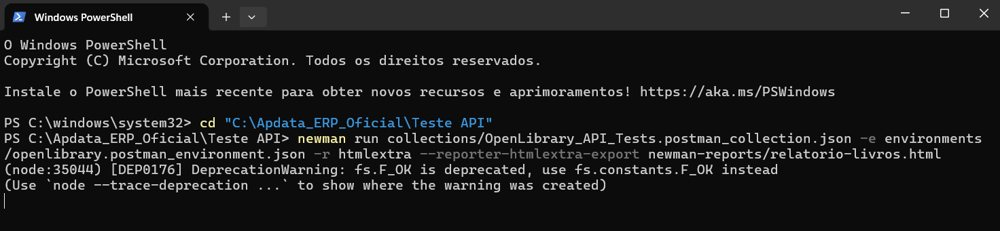 Windows PowerShell
O Windows PowerShell
Copyright (C) Microsoft Corporation. Todos os direitos reservados.
Instale o PowerShell mais recente para obter novos recursos e aprimoramentos! https://aka.ms/PSWindows
PS C:\windows\system32> cd "C:\Apdata_ERP_Oficial\Teste API"
PS C:\Apdata_ERP_Oficial\Teste API> newman run collections/OpenLibrary_API_Tests.postman_collection.json -e environments
/openlibrary.postman_environment.json -r htmlextra --reporter-htmlextra-export newman-reports/relatorio-livros.html
(node:35044) [DEP0176] DeprecationWarning: fs.F_OK is deprecated, use fs.constants.F_OK instead
(Use `node --trace-deprecation ...` to show where the warning was created)